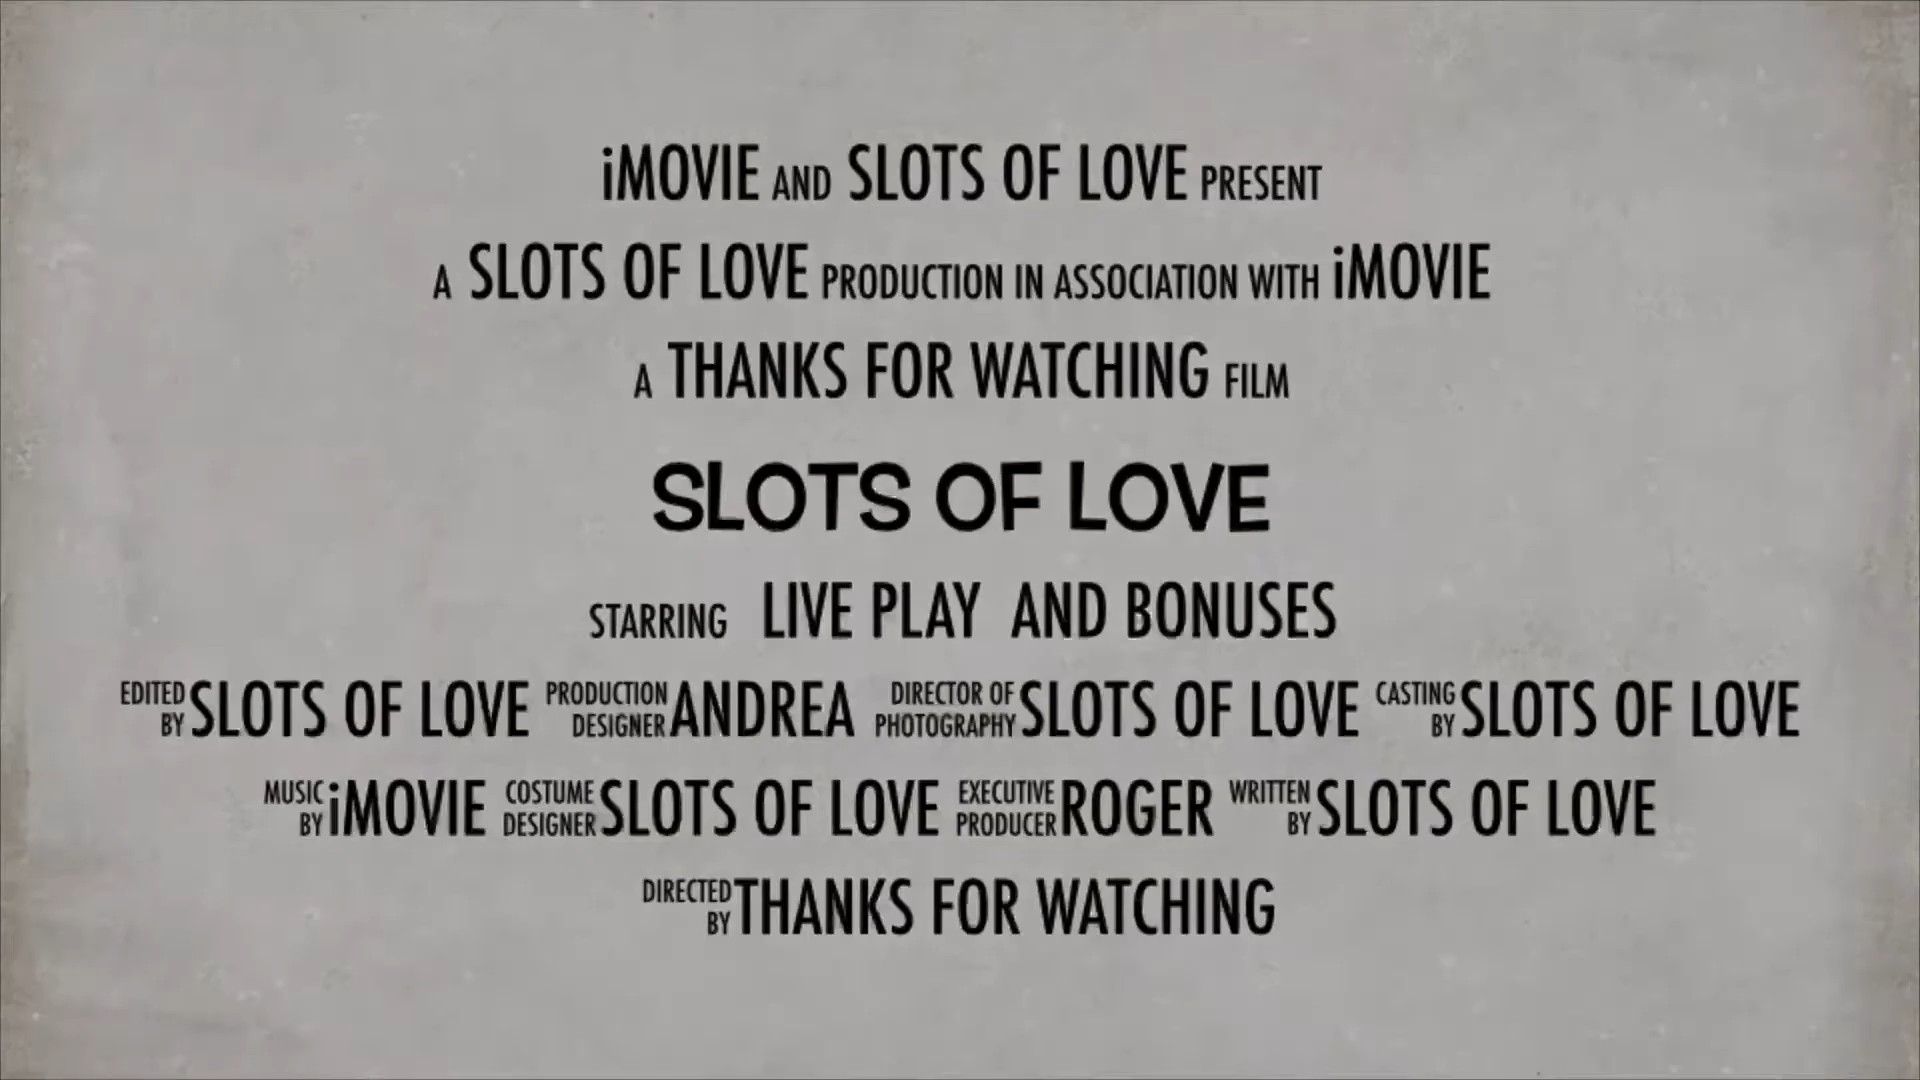 iMOVIE AND SLOTS OF LOVE PRESENT
A SLOTS OF LOVE PRODUCTION IN ASSOCIATION WITH iMOVIE
A THANKS FOR WATCHING FILM
SLOTS OF LOVE
STARRING LIVE PLAY AND BONUSES
EDITED BY SLOTS OF LOVE PRODUCTION DESIGNER ANDREA DIRECTOR OF PHOTOGRAPHY SLOTS OF LOVE CASTING BY SLOTS OF LOVE
MUSIC BY iMOVIE COSTUME DESIGNER SLOTS OF LOVE EXECUTIVE PRODUCER ROGER WRITTEN BY SLOTS OF LOVE
DIRECTED BY THANKS FOR WATCHING